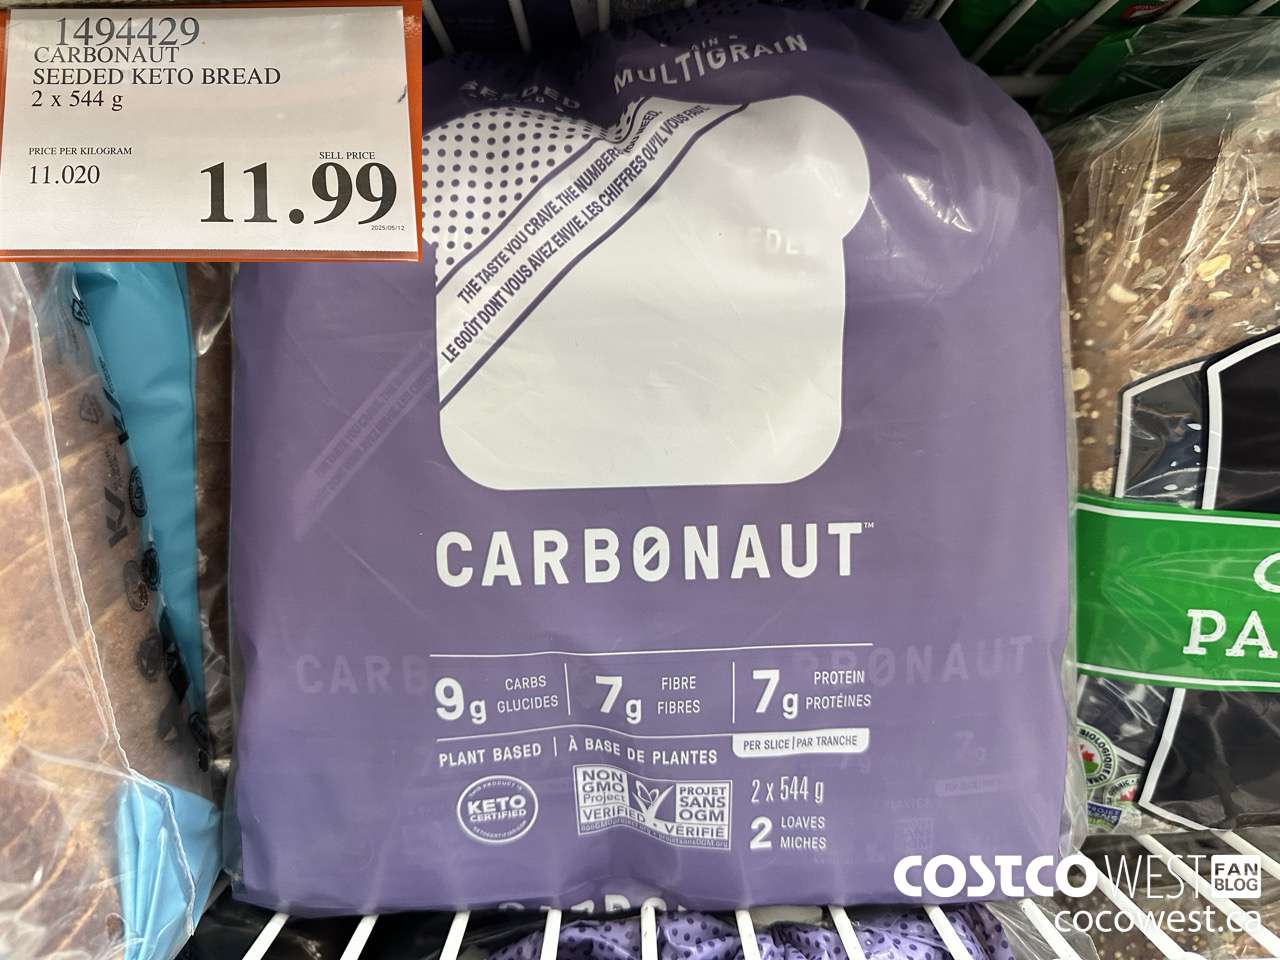 1494429
CARBONAUT
SEEDED KETO BREAD
2 x 544 g
PRICE PER KILOGRAM
11.020
SELL PRICE
11.99
2025/05/12
SEEDED
MULTIGRAIN
THE TASTE YOU CRAVE. THE NUMBERS YOU NEED.
LE GOÛT DONT VOUS AVEZ ENVIE. LES CHIFFRES QU'IL VOUS FAUT.
CARBØNAUT™
9g CARBS GLUCIDES
7g FIBRE FIBRES
7g PROTEIN PROTÉINES
PER SLICE | PAR TRANCHE
PLANT BASED | À BASE DE PLANTES
KETO
CERTIFIED
NON
GMO
Project
VERIFIED
PROJET
SANS
OGM
VÉRIFIÉ
2 x 544 g
2 LOAVES MICHES
BIOLOGIQUE
PA
COSTCO WEST FAN BLOG
cocowest.ca